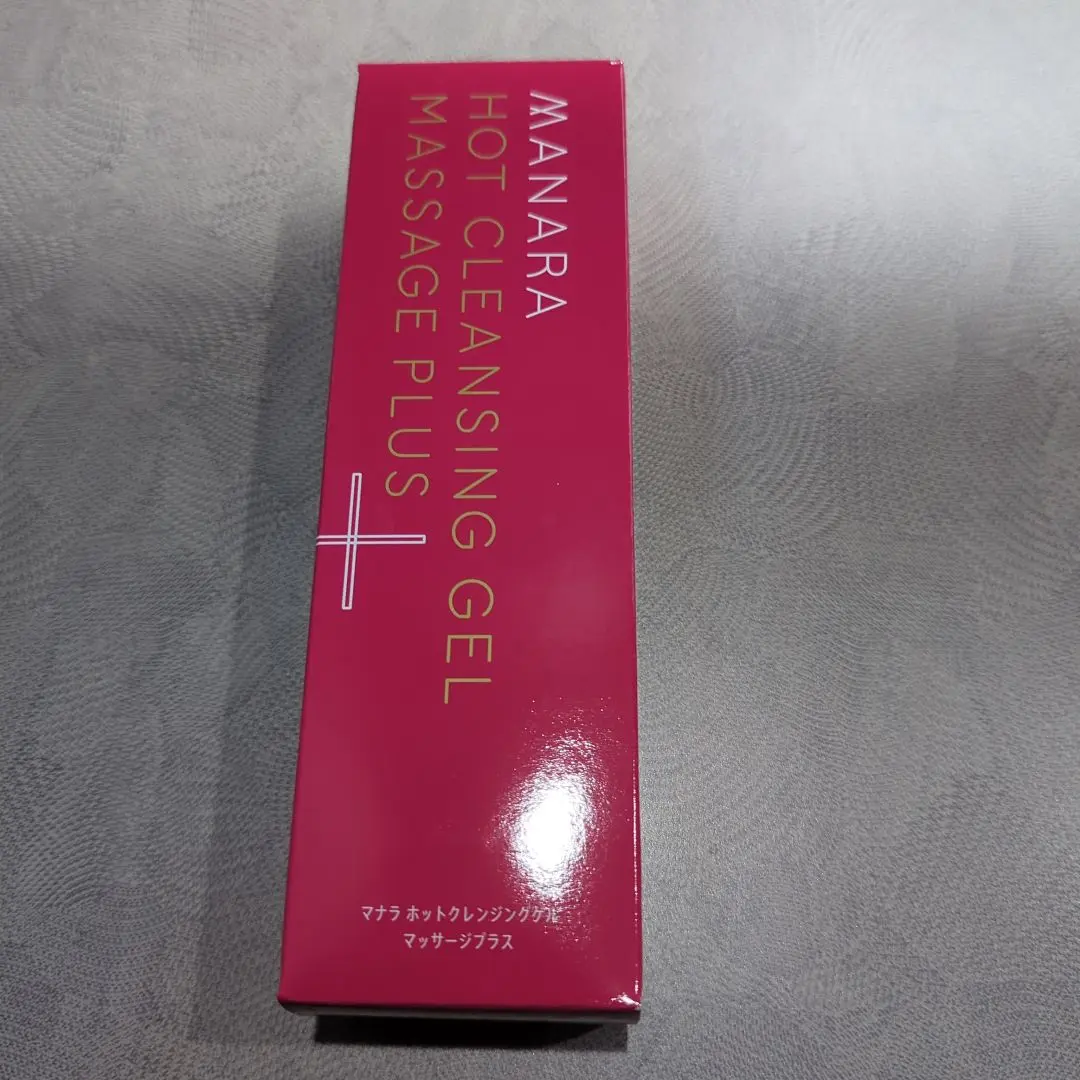 MANARA
HOT CLEANSING GEL
MASSAGE PLUS
マナラ ホットクレンジングゲル
マッサージプラス